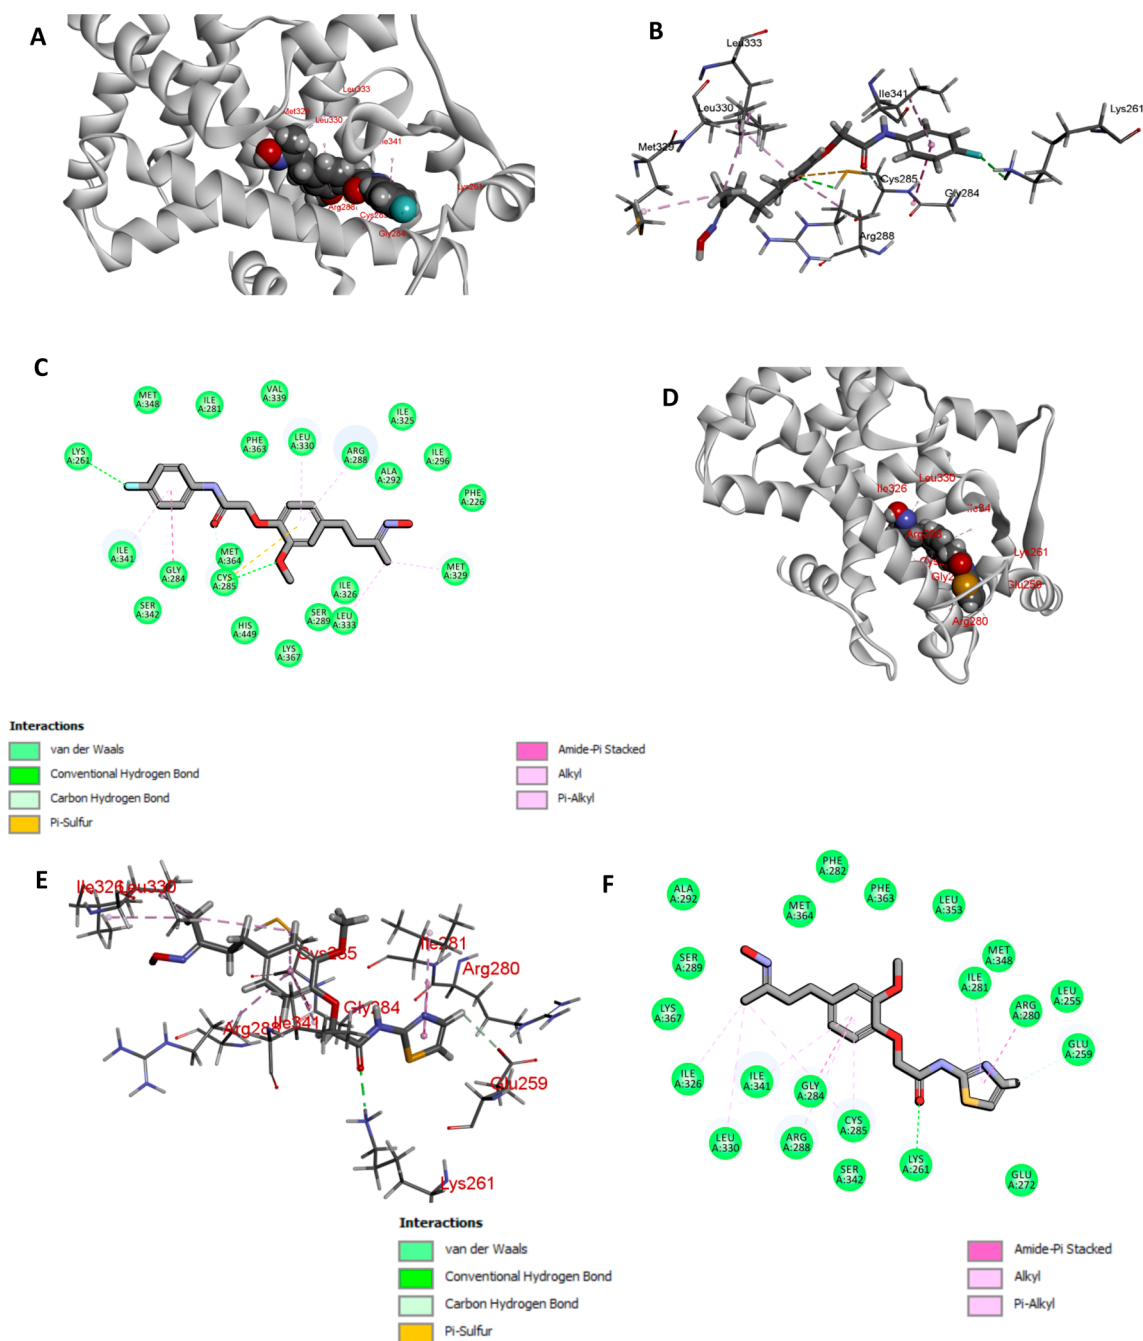 A
Leu333
Leu330
Ile341
Lys261
Cys285
Gly284
B
Leu333
Leu330
Ile341
Lys261
Met329
Cys285
Gly284
Arg288
C
MET A:348
ILE A:281
VAL A:339
ILE A:325
LYS A:261
PHE A:363
LEU A:330
ARG A:288
ILE A:296
ALA A:292
PHE A:226
ILE A:341
GLY A:284
MET A:364
CYS A:285
MET A:329
ILE A:326
SER A:342
SER A:289
LEU A:333
HIS A:449
LYS A:367
D
Ile326
Leu330
Lys261
Glu259
Arg280
Interactions
van der Waals
Conventional Hydrogen Bond
Carbon Hydrogen Bond
Pi-Sulfur
Amide-Pi Stacked
Alkyl
Pi-Alkyl
E
Ile326
Leu330
Cys285
Ile281
Arg280
Gly284
Arg288
Ile341
Glu259
Lys261
F
PHE A:282
ALA A:292
MET A:364
PHE A:363
LEU A:353
SER A:289
MET A:348
ILE A:281
LEU A:255
LYS A:367
ARG A:280
GLU A:259
ILE A:326
ILE A:341
GLY A:284
CYS A:285
LEU A:330
ARG A:288
SER A:342
LYS A:261
GLU A:272
Interactions
van der Waals
Conventional Hydrogen Bond
Carbon Hydrogen Bond
Pi-Sulfur
Amide-Pi Stacked
Alkyl
Pi-Alkyl